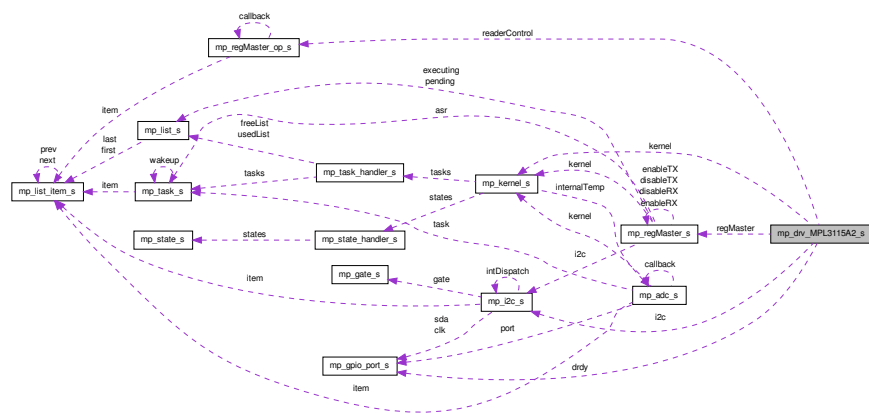 callback
mp_regMaster_op_s
readerControl
executing
pending
item
asr
last
first
mp_list_s
freeList
usedList
kernel
prev
next
wakeup
mp_list_item_s
item
mp_task_s
tasks
mp_task_handler_s
tasks
mp_kernel_s
kernel
internalTemp
enableTX
disableTX
disableRX
enableRX
states
kernel
mp_state_s
states
mp_state_handler_s
task
mp_regMaster_s
regMaster
mp_drv_MPL3115A2_s
i2c
callback
item
mp_gate_s
gate
intDispatch
mp_i2c_s
mp_adc_s
sda
clk
port
i2c
mp_gpio_port_s
drdy
item